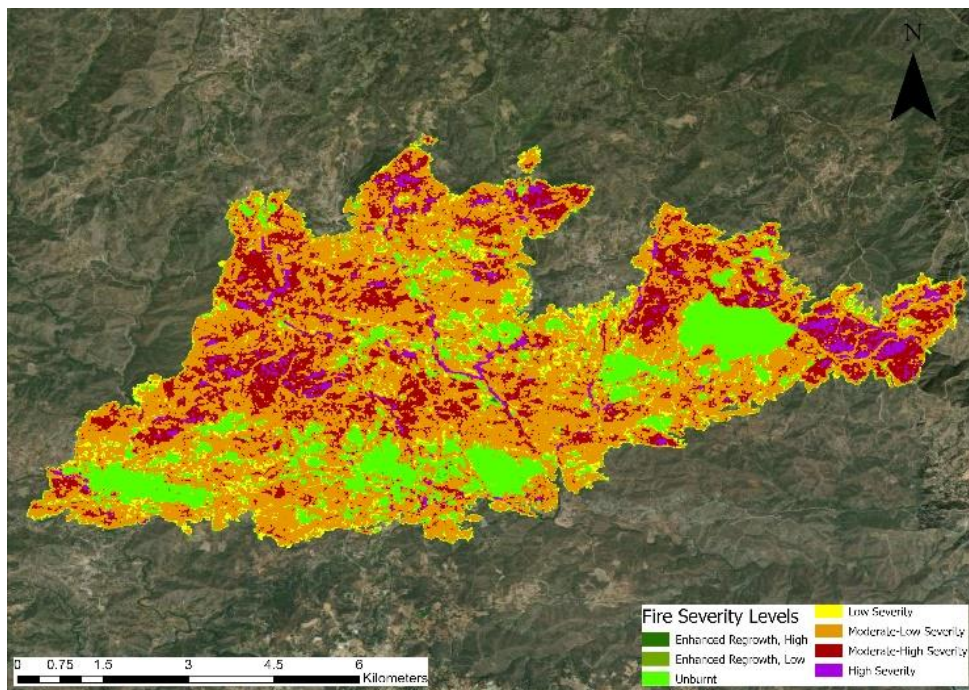 N
Fire Severity Levels
Enhanced Regrowth, High
Enhanced Regrowth, Low
Unburnt
Low Severity
Moderate-Low Severity
Moderate-High Severity
High Severity
0 0.75 1.5 3 4.5 6
Kilometers